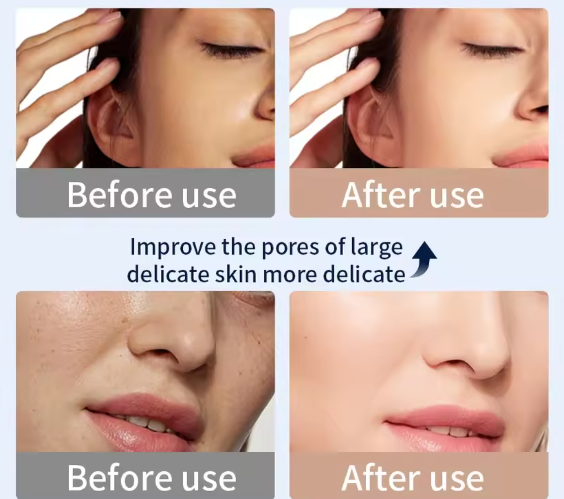 Before use
After use
Improve the pores of large
delicate skin more delicate
Before use
After use